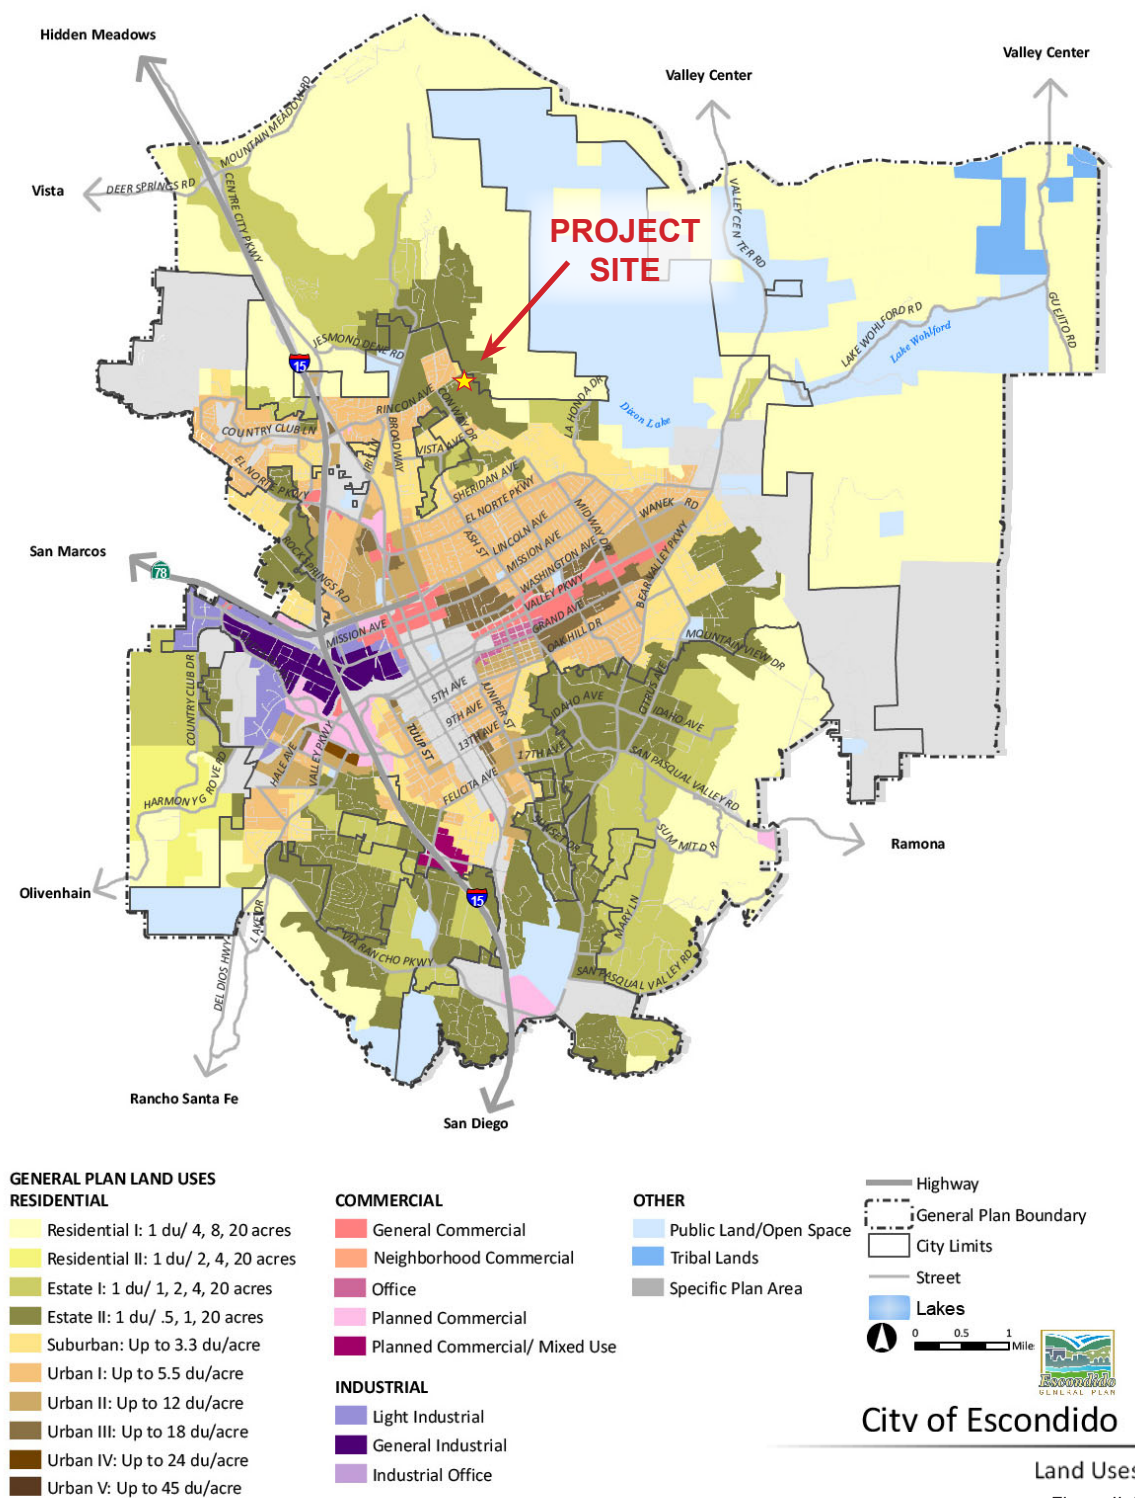 Hidden Meadows
Valley Center
Valley Center
MOUNTAIN MEADOW RD
Vista
DEER SPRINGS RD
CENTRE CITY PKWY
VALLEY CENTER RD
PROJECT
SITE
GUEJITO RD
LAKE WOHLFORD RD
Lake Wohlford
JESMOND DENE RD
15
RINCON AVE
CONWAY DR
LA HONDA DR
Dixon Lake
COUNTRY CLUB LN
IRIS LN
BROADWAY
VISTA AVE
EL NORTE PKWY
SHERIDAN AVE
EL NORTE PKWY
MIDWAY DR
WANEK RD
LINCOLN AVE
ASH ST
MISSION AVE
San Marcos
78
ROCK SPRINGS RD
WASHINGTON AVE
VALLEY PKWY
BEAR VALLEY PKWY
GRAND AVE
MISSION AVE
OAK HILL DR
MOUNTAIN VIEW DR
COUNTRY CLUB DR
5TH AVE
JUNIPER ST
CITRUS AVE
IDAHO AVE
IDAHO AVE
9TH AVE
TULIP ST
13TH AVE
17TH AVE
HALE AVE
VALLEY PKWY
SAN PASQUAL VALLEY RD
HARMONY GROVE RD
FELICITA AVE
SUNSET DR
SUMMIT DR
Ramona
Olivenhain
15
MARY LN
LAKE DR
VIA RANCHO PKWY
SAN PASQUAL VALLEY RD
DEL DIOS HWY
Rancho Santa Fe
San Diego
GENERAL PLAN LAND USES
RESIDENTIAL
Residential I: 1 du/ 4, 8, 20 acres
Residential II: 1 du/ 2, 4, 20 acres
Estate I: 1 du/ 1, 2, 4, 20 acres
Estate II: 1 du/ .5, 1, 20 acres
Suburban: Up to 3.3 du/acre
Urban I: Up to 5.5 du/acre
Urban II: Up to 12 du/acre
Urban III: Up to 18 du/acre
Urban IV: Up to 24 du/acre
Urban V: Up to 45 du/acre
COMMERCIAL
General Commercial
Neighborhood Commercial
Office
Planned Commercial
Planned Commercial/ Mixed Use
INDUSTRIAL
Light Industrial
General Industrial
Industrial Office
OTHER
Public Land/Open Space
Tribal Lands
Specific Plan Area
Highway
General Plan Boundary
City Limits
Street
Lakes
0 0.5 1
Mile
Escondido
GENERAL PLAN
City of Escondido
Land Uses